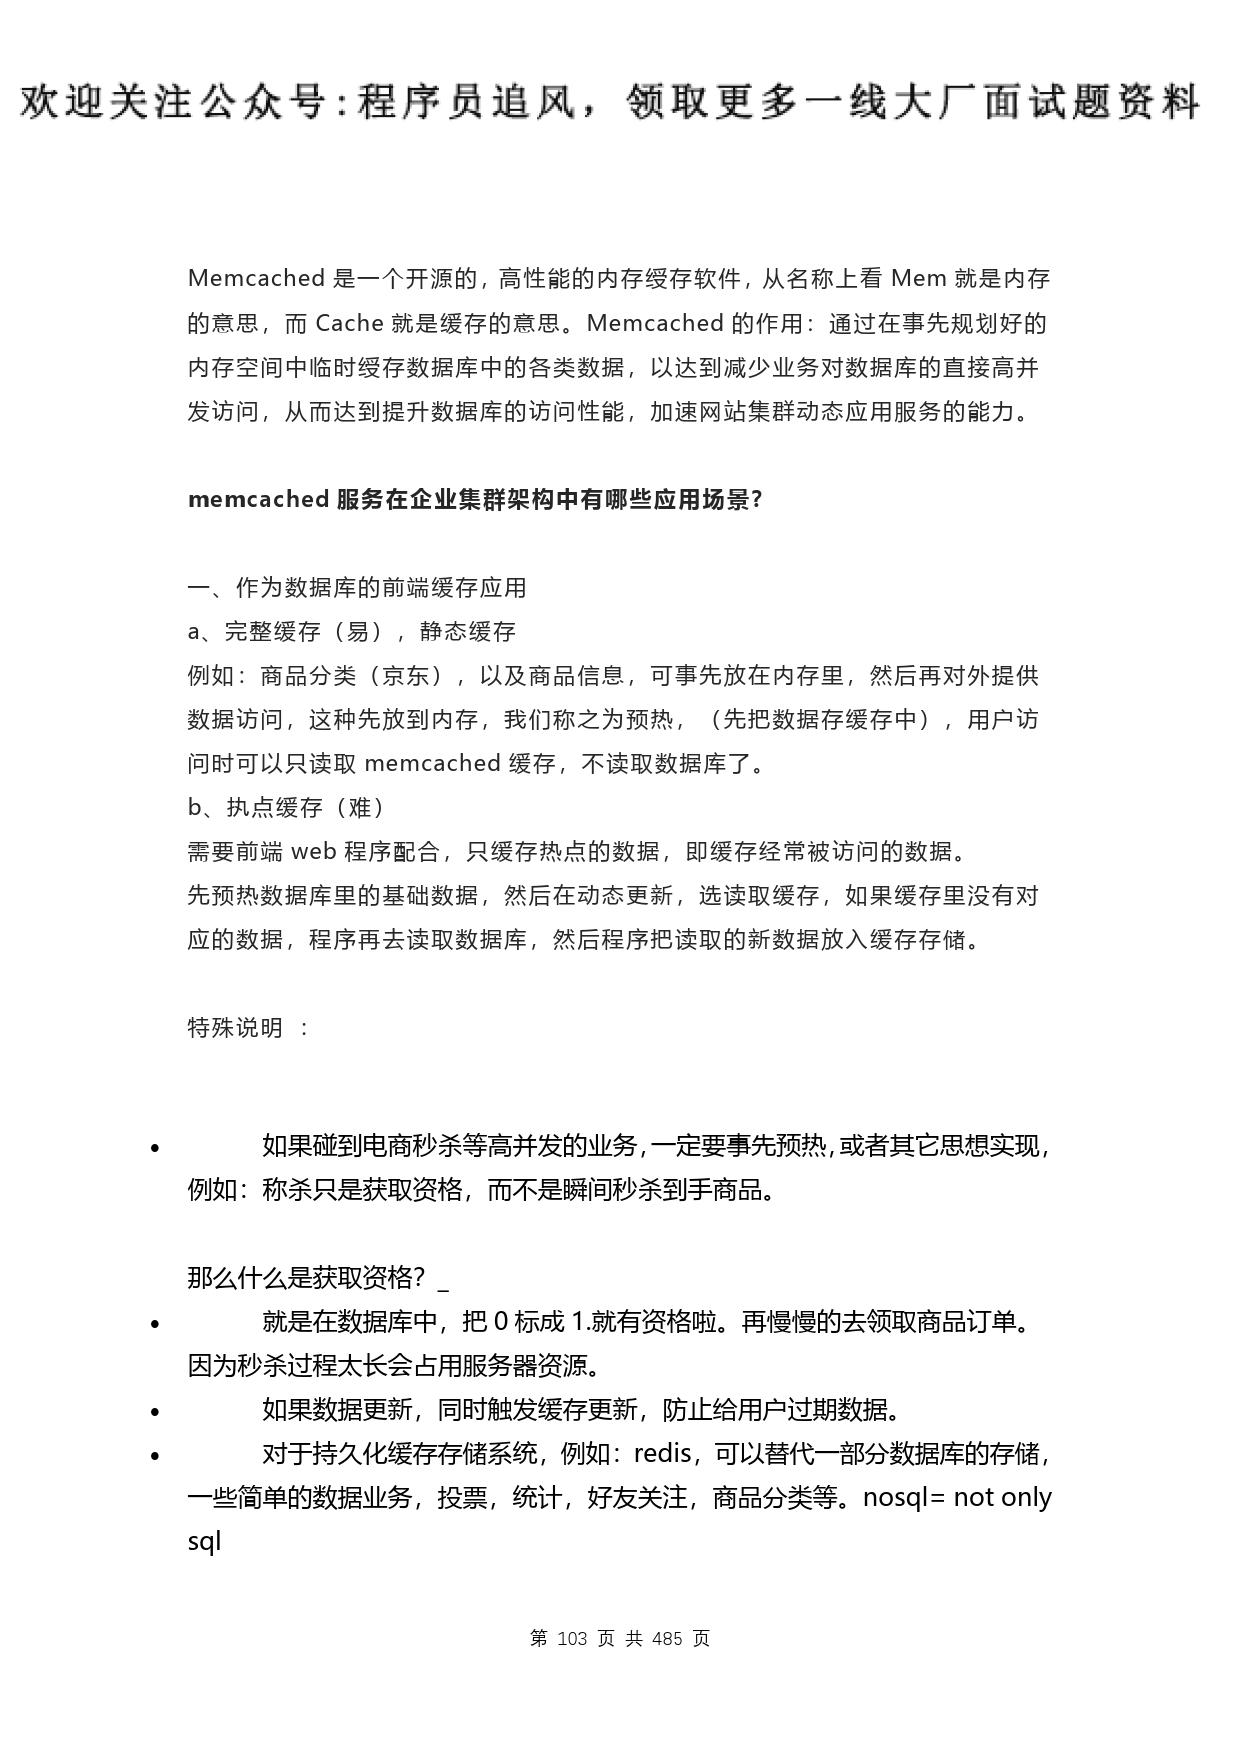 欢迎关注公众号:程序员追风，领取更多一线大厂面试题资料
Memcached 是一个开源的，高性能的内存绶存软件，从名称上看 Mem 就是内存
的意思，而 Cache 就是缓存的意思。Memcached 的作用：通过在事先规划好的
内存空间中临时绶存数据库中的各类数据，以达到减少业务对数据库的直接高并
发访问，从而达到提升数据库的访问性能，加速网站集群动态应用服务的能力。
memcached 服务在企业集群架构中有哪些应用场景？
一、作为数据库的前端缓存应用
a、完整缓存（易），静态缓存
例如：商品分类（京东），以及商品信息，可事先放在内存里，然后再对外提供
数据访问，这种先放到内存，我们称之为预热，（先把数据存缓存中），用户访
问时可以只读取 memcached 缓存，不读取数据库了。
b、执点缓存（难）
需要前端 web 程序配合，只缓存热点的数据，即缓存经常被访问的数据。
先预热数据库里的基础数据，然后在动态更新，选读取缓存，如果缓存里没有对
应的数据，程序再去读取数据库，然后程序把读取的新数据放入缓存存储。
特殊说明 ：
• 如果碰到电商秒杀等高并发的业务，一定要事先预热，或者其它思想实现，
例如：称杀只是获取资格，而不是瞬间秒杀到手商品。
那么什么是获取资格？_
• 就是在数据库中，把 0 标成 1.就有资格啦。再慢慢的去领取商品订单。
因为秒杀过程太长会占用服务器资源。
• 如果数据更新，同时触发缓存更新，防止给用户过期数据。
• 对于持久化缓存存储系统，例如：redis，可以替代一部分数据库的存储，
一些简单的数据业务，投票，统计，好友关注，商品分类等。nosql= not only
sql
第 103 页 共 485 页